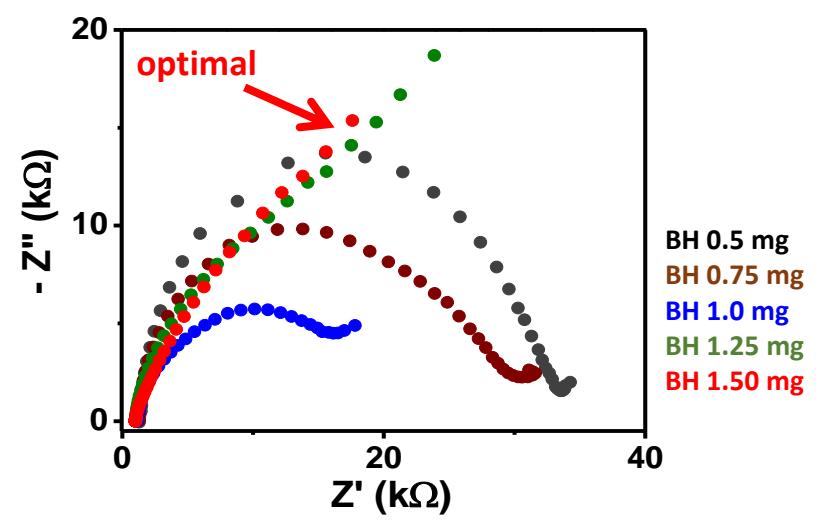 20
optimal
10
0
- Z'' (kΩ)
0
20
40
Z' (kΩ)
BH 0.5 mg
BH 0.75 mg
BH 1.0 mg
BH 1.25 mg
BH 1.50 mg